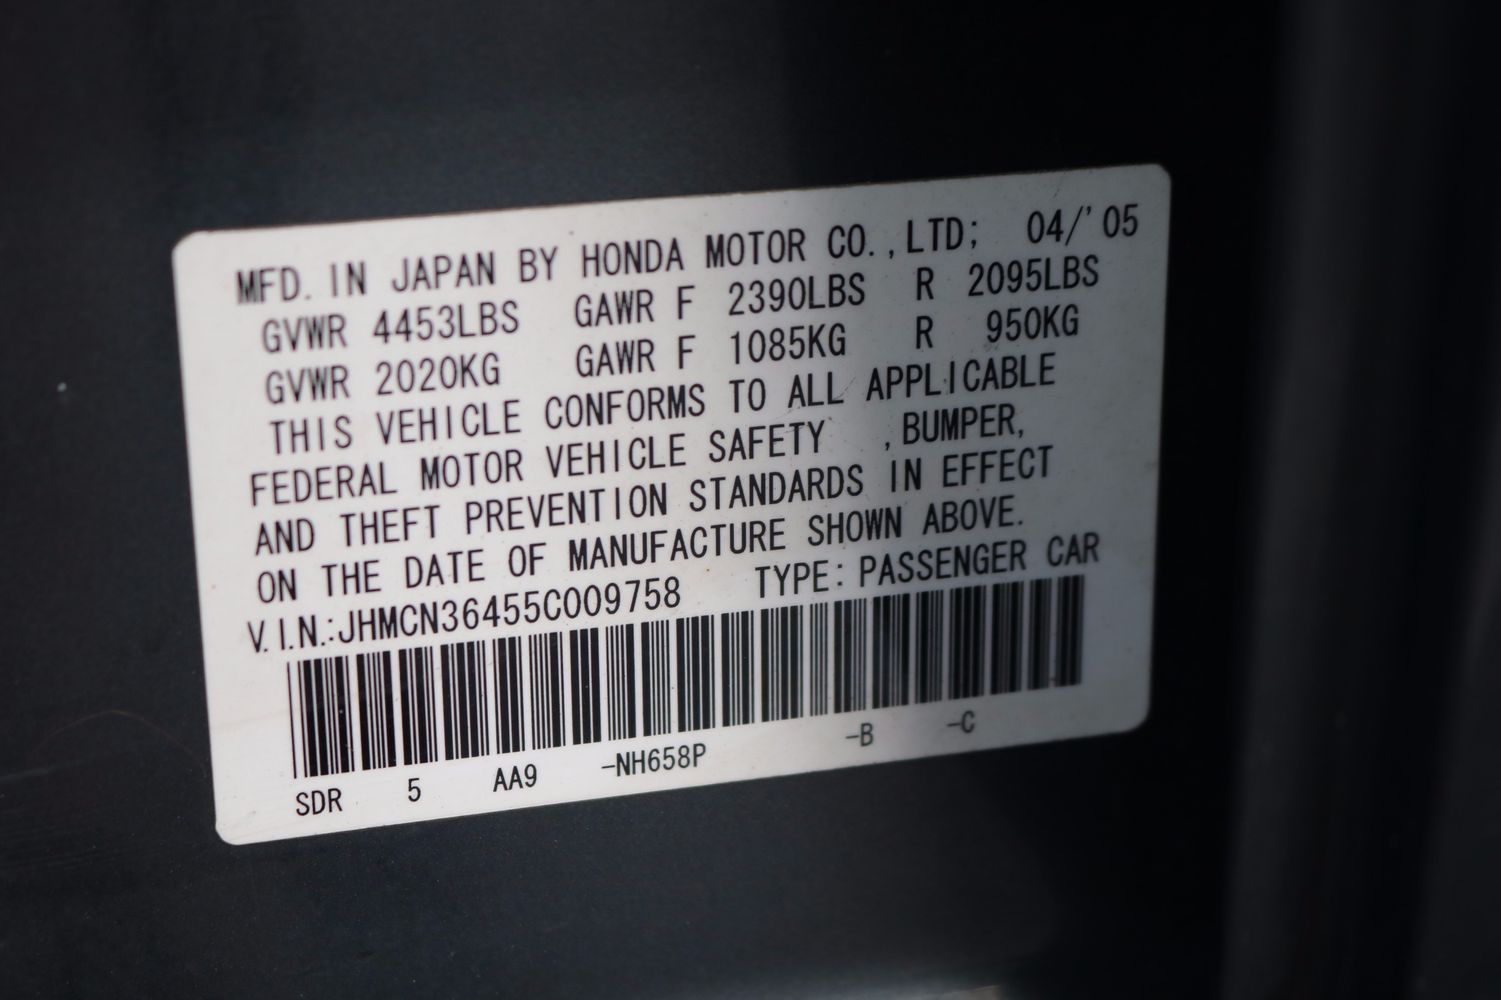 MFD. IN JAPAN BY HONDA MOTOR CO.,LTD; 04/'05
GVWR 4453LBS GAWR F 2390LBS R 2095LBS
GVWR 2020KG GAWR F 1085KG R 950KG
THIS VEHICLE CONFORMS TO ALL APPLICABLE
FEDERAL MOTOR VEHICLE SAFETY ,BUMPER,
AND THEFT PREVENTION STANDARDS IN EFFECT
ON THE DATE OF MANUFACTURE SHOWN ABOVE.
V.I.N.:JHMCN36455C009758 TYPE: PASSENGER CAR
SDR 5 AA9 -NH658P -B -C